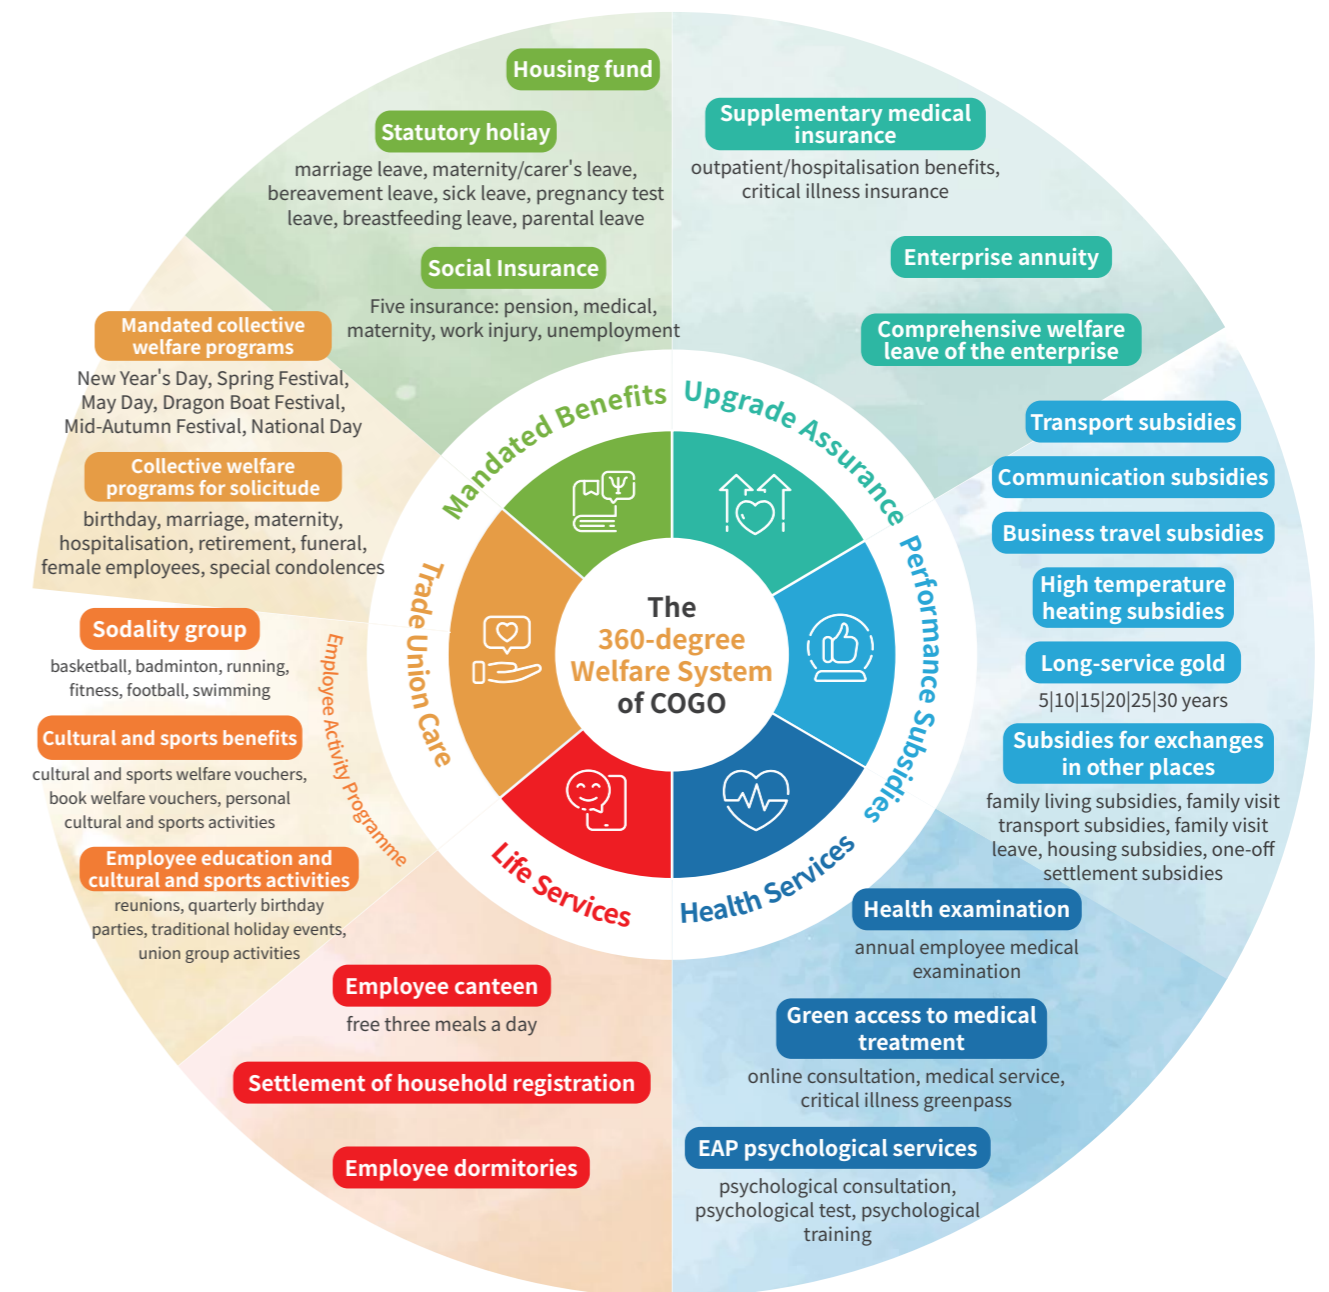 The
360-degree
Welfare System
of COGO
Mandated Benefits
Housing fund
Statutory holiay
marriage leave, maternity/carer's leave,
bereavement leave, sick leave, pregnancy test
leave, breastfeeding leave, parental leave
Social Insurance
Five insurance: pension, medical,
maternity, work injury, unemployment
Upgrade Assurance
Supplementary medical
insurance
outpatient/hospitalisation benefits,
critical illness insurance
Enterprise annuity
Comprehensive welfare
leave of the enterprise
Performance Subsidies
Transport subsidies
Communication subsidies
Business travel subsidies
High temperature
heating subsidies
Long-service gold
5|10|15|20|25|30 years
Subsidies for exchanges
in other places
family living subsidies, family visit
transport subsidies, family visit
leave, housing subsidies, one-off
settlement subsidies
Health Services
Health examination
annual employee medical
examination
Green access to medical
treatment
online consultation, medical service,
critical illness greenpass
EAP psychological services
psychological consultation,
psychological test, psychological
training
Life Services
Employee canteen
free three meals a day
Settlement of household registration
Employee dormitories
Trade Union Care
Mandated collective
welfare programs
New Year's Day, Spring Festival,
May Day, Dragon Boat Festival,
Mid-Autumn Festival, National Day
Collective welfare
programs for solicitude
birthday, marriage, maternity,
hospitalisation, retirement, funeral,
female employees, special condolences
Employee Activity Programme
Sodality group
basketball, badminton, running,
fitness, football, swimming
Cultural and sports benefits
cultural and sports welfare vouchers,
book welfare vouchers, personal
cultural and sports activities
Employee education and
cultural and sports activities
reunions, quarterly birthday
parties, traditional holiday events,
union group activities
Ψ